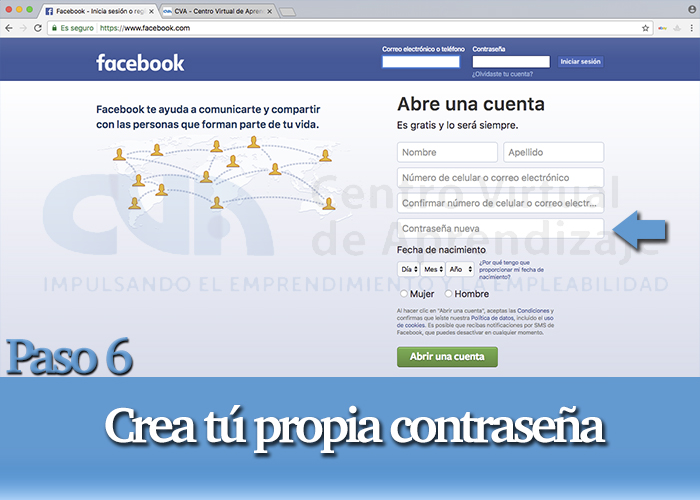 Facebook - Inicia sesión o regi
CVA - Centro Virtual de Aprend
Es seguro
https://www.facebook.com
facebook
Correo electrónico o teléfono
Contraseña
Iniciar sesión
¿Olvidaste tu cuenta?
Facebook te ayuda a comunicarte y compartir
con las personas que forman parte de tu vida.
Abre una cuenta
Es gratis y lo será siempre.
Nombre
Apellido
Número de celular o correo electrónico
Confirmar número de celular o correo electr...
Contraseña nueva
Fecha de nacimiento
Día
Mes
Año
¿Por qué tengo que
proporcionar mi fecha de
nacimiento?
Mujer
Hombre
Al hacer clic en "Abrir una cuenta", aceptas las Condiciones y
confirmas que leíste nuestra Política de datos, incluido el uso
de cookies. Es posible que recibas notificaciones por SMS de
Facebook, que puedes desactivar en cualquier momento.
Abrir una cuenta
CVA
Centro Virtual
de Aprendizaje
IMPULSANDO EL EMPRENDIMIENTO Y LA EMPLEABILIDAD
Paso 6
Crea tú propia contraseña